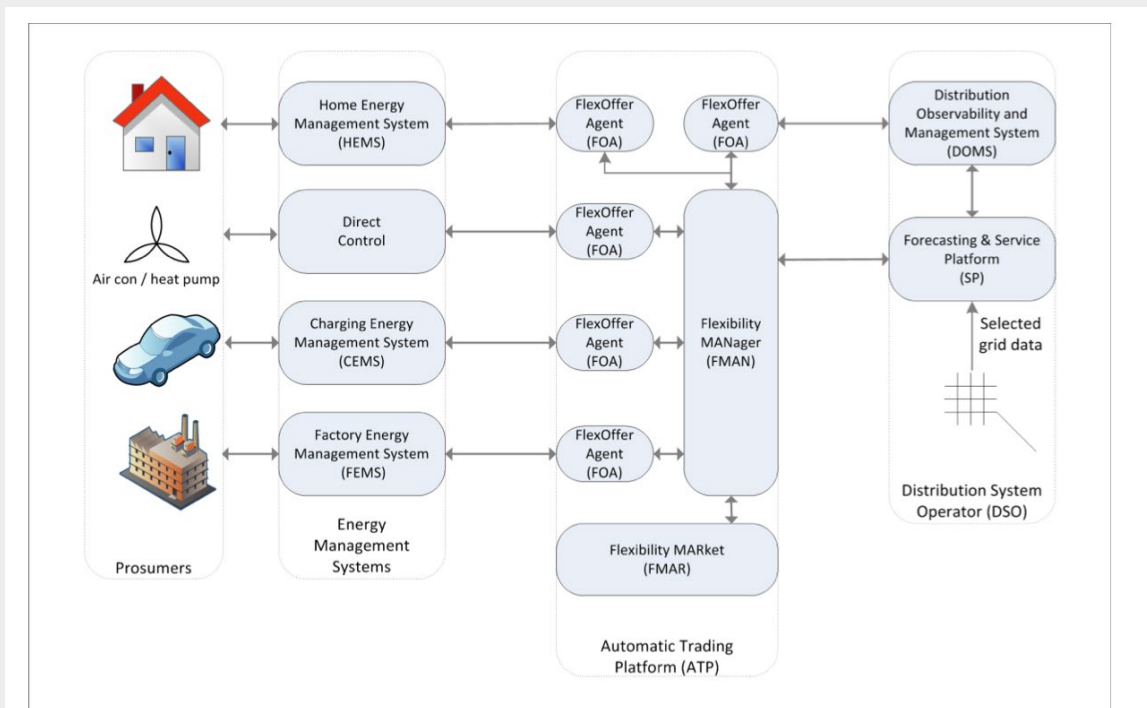 Home Energy
Management System
(HEMS)
FlexOffer
Agent
(FOA)
FlexOffer
Agent
(FOA)
Distribution
Observability and
Management System
(DOMS)
Air con / heat pump
Direct
Control
FlexOffer
Agent
(FOA)
Forecasting & Service
Platform
(SP)
Charging Energy
Management System
(CEMS)
FlexOffer
Agent
(FOA)
Flexibility
MANager
(FMAN)
Selected
grid data
Factory Energy
Management System
(FEMS)
FlexOffer
Agent
(FOA)
Distribution System
Operator (DSO)
Prosumers
Energy
Management
Systems
Flexibility MARket
(FMAR)
Automatic Trading
Platform (ATP)